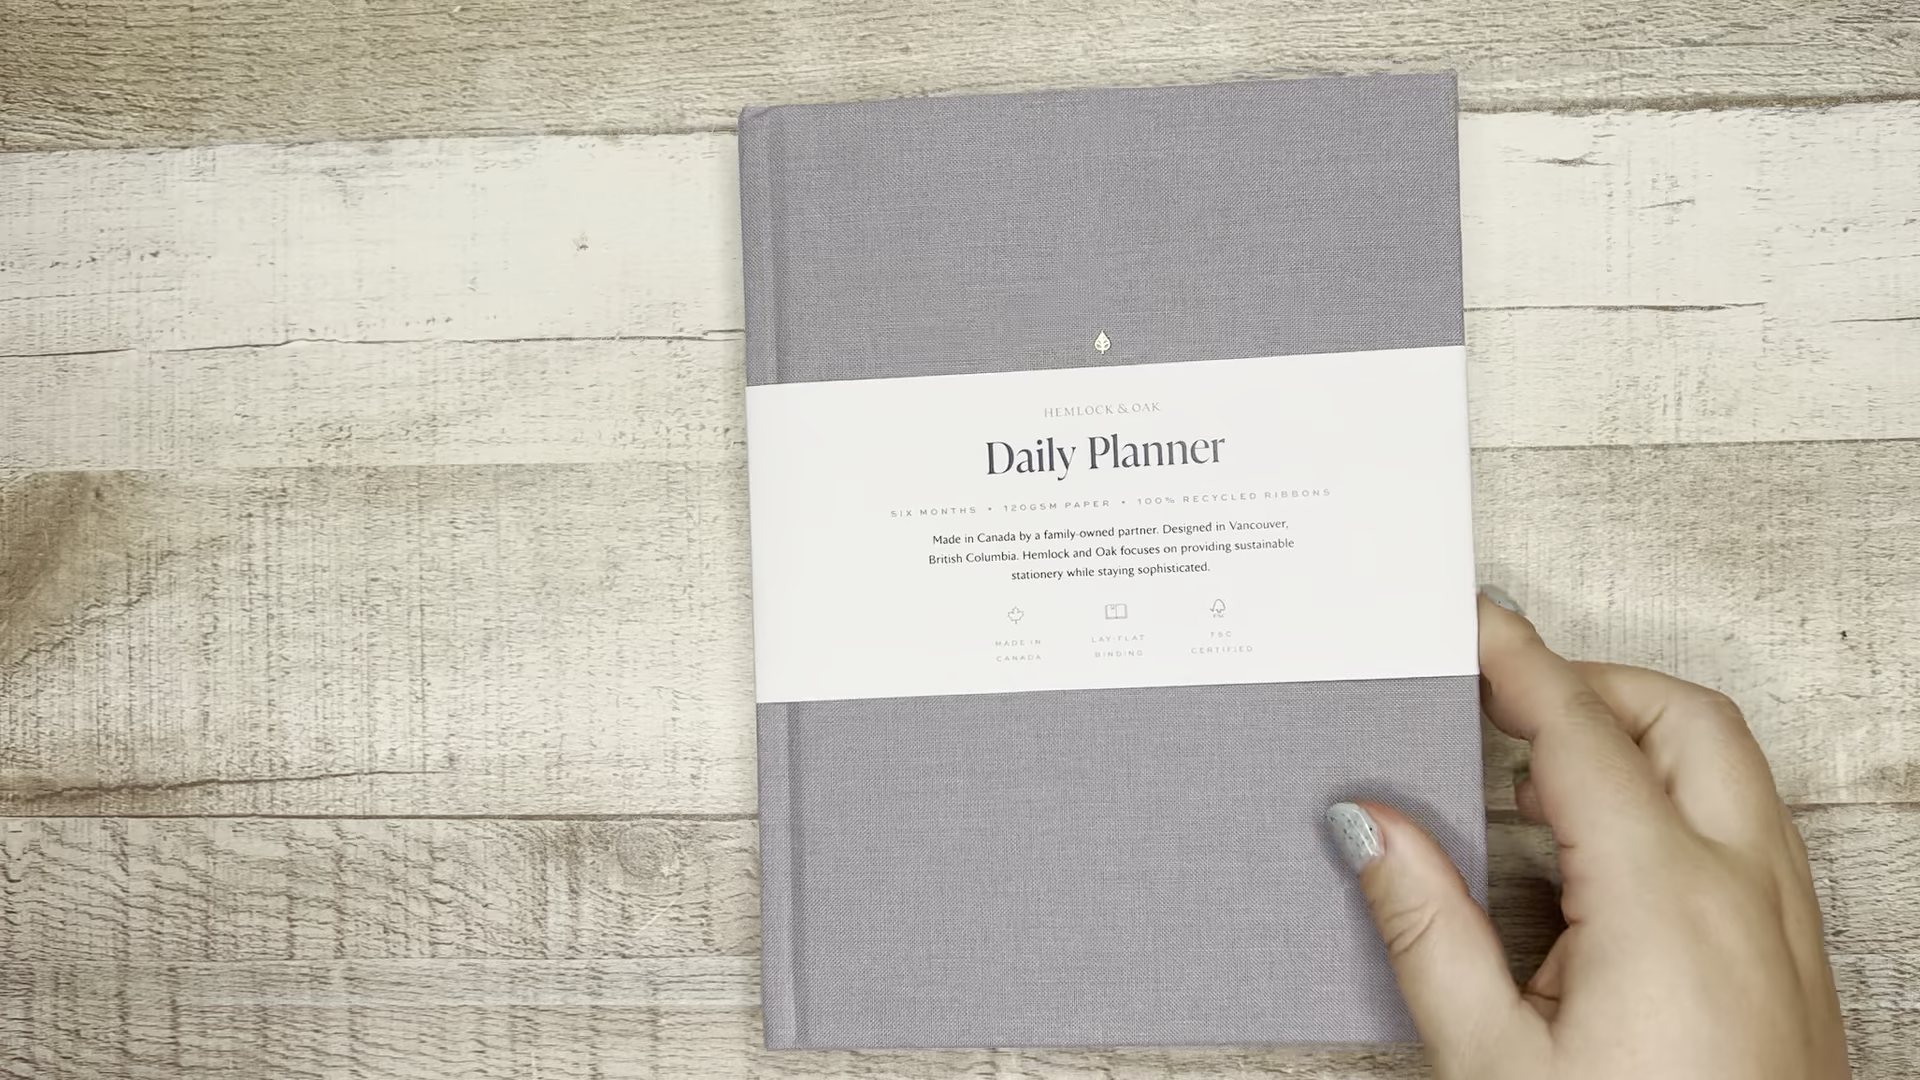 HEMLOCK & OAK
Daily Planner
SIX MONTHS • 120GSM PAPER • 100% RECYCLED RIBBONS
Made in Canada by a family-owned partner. Designed in Vancouver,
British Columbia. Hemlock and Oak focuses on providing sustainable
stationery while staying sophisticated.
MADE IN
CANADA
LAY-FLAT
BINDING
FSC
CERTIFIED